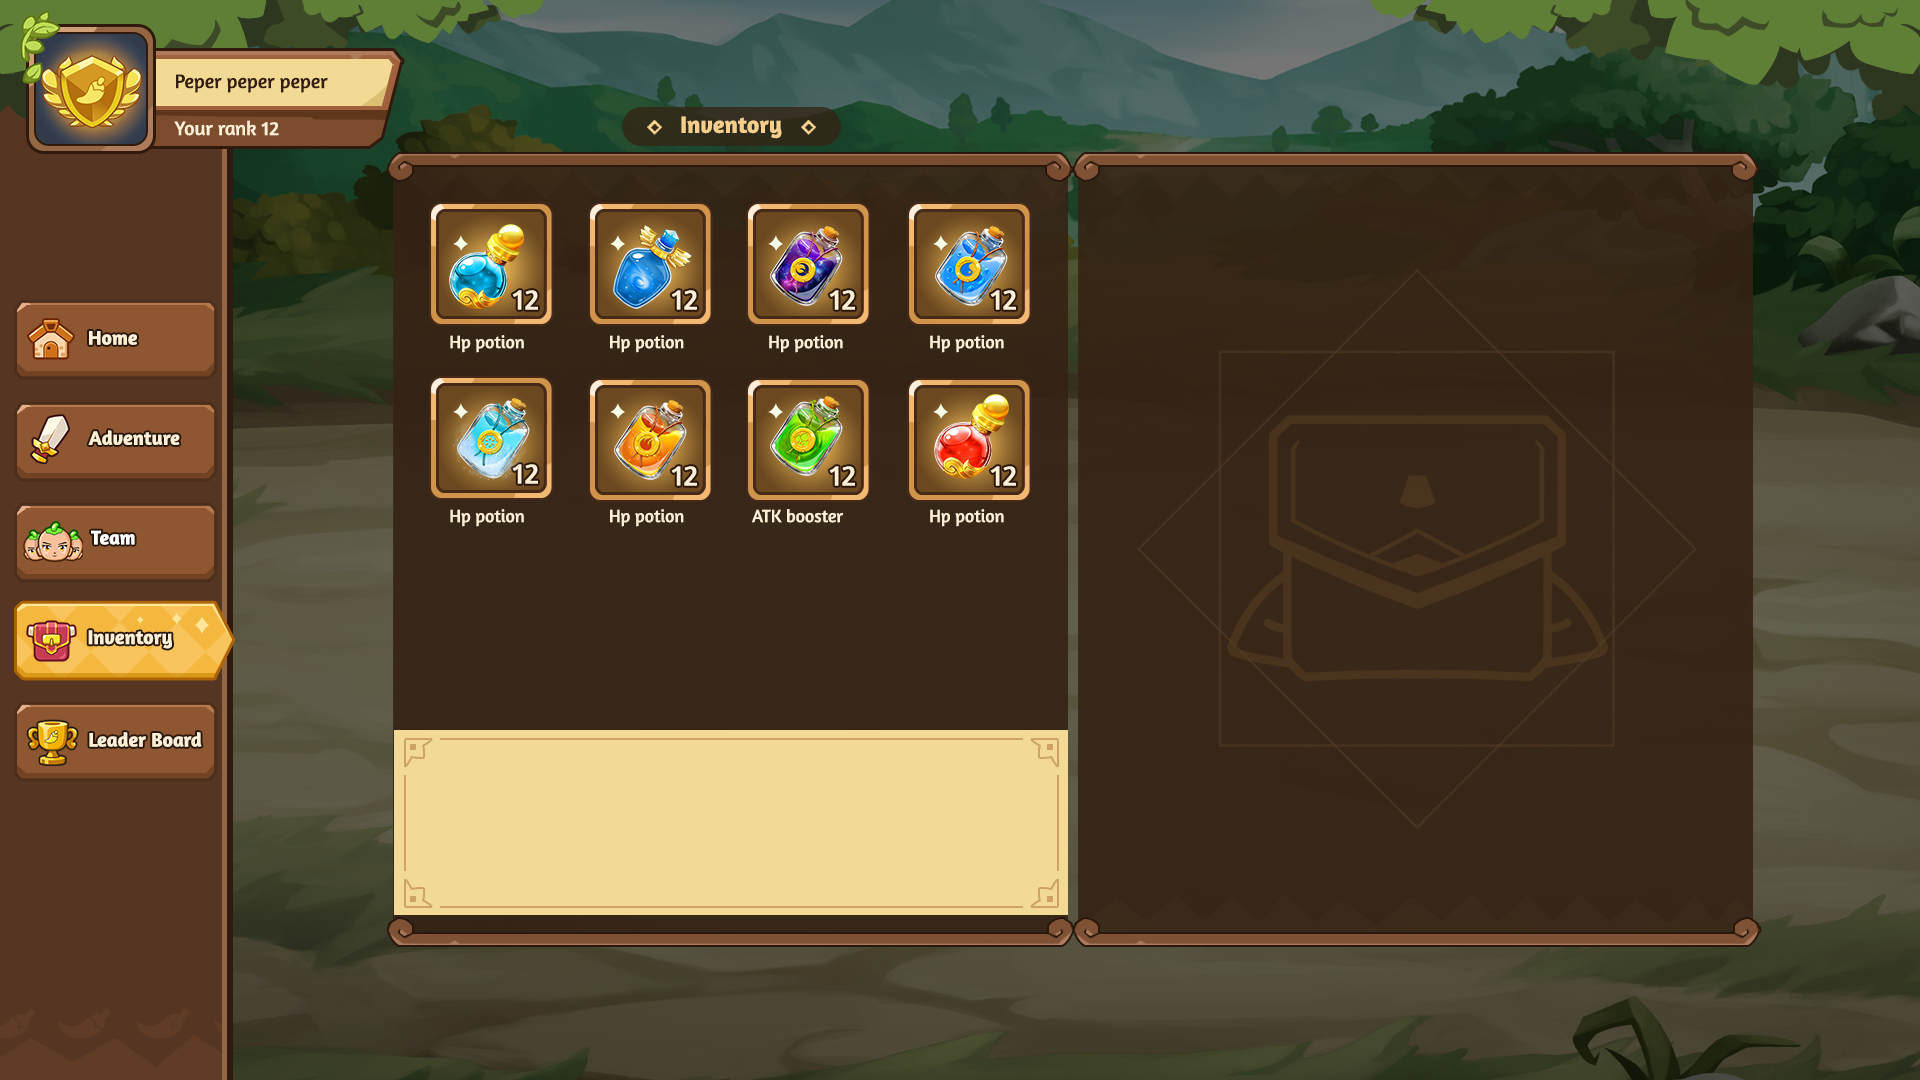 Peper peper peper
Your rank 12
Inventory
Home
Adventure
Team
Inventory
Leader Board
12
12
12
12
Hp potion
Hp potion
Hp potion
Hp potion
12
12
12
12
Hp potion
Hp potion
ATK booster
Hp potion